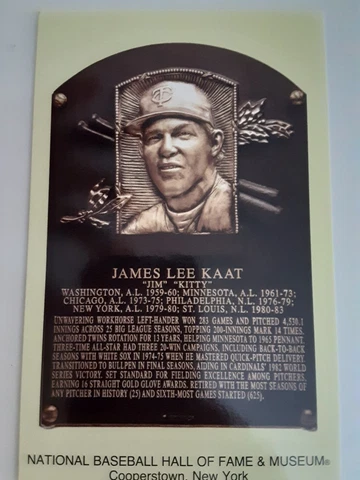 JAMES LEE KAAT
"JIM" "KITTY"
WASHINGTON, A.L. 1959-60; MINNESOTA, A.L. 1961-73;
CHICAGO, A.L. 1973-75; PHILADELPHIA, N.L. 1976-79;
NEW YORK, A.L. 1979-80; ST. LOUIS, N.L. 1980-83
UNWAVERING WORKHORSE LEFT-HANDER WON 283 GAMES AND PITCHED 4,530.1
INNINGS ACROSS 25 BIG LEAGUE SEASONS, TOPPING 200-INNINGS MARK 14 TIMES.
ANCHORED TWINS ROTATION FOR 13 YEARS, HELPING MINNESOTA TO 1965 PENNANT.
THREE-TIME ALL-STAR HAD THREE 20-WIN CAMPAIGNS, INCLUDING BACK-TO-BACK
SEASONS WITH WHITE SOX IN 1974-75 WHEN HE MASTERED QUICK-PITCH DELIVERY.
TRANSITIONED TO BULLPEN IN FINAL SEASONS, AIDING IN CARDINALS' 1982 WORLD
SERIES VICTORY. SET STANDARD FOR FIELDING EXCELLENCE AMONG PITCHERS,
EARNING 16 STRAIGHT GOLD GLOVE AWARDS. RETIRED WITH THE MOST SEASONS OF
ANY PITCHER IN HISTORY (25) AND SIXTH-MOST GAMES STARTED (625).
NATIONAL BASEBALL HALL OF FAME & MUSEUM®
Cooperstown, New York